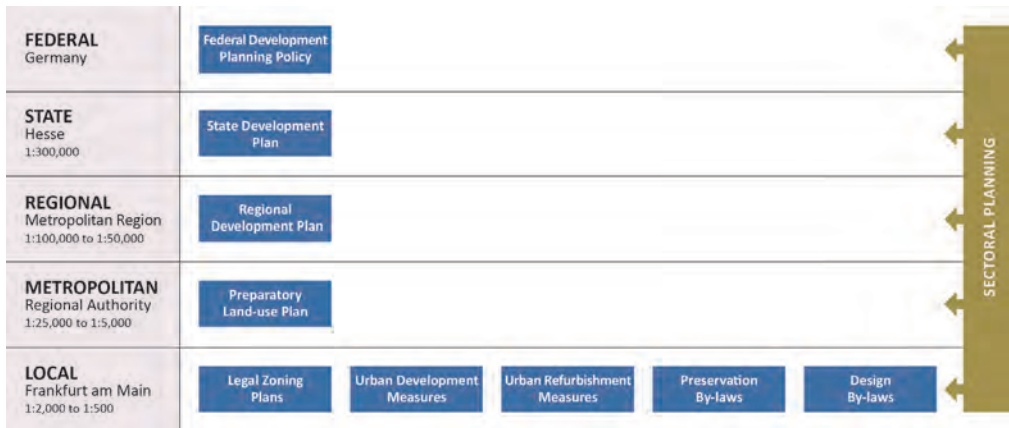 FEDERAL
Germany
Federal Development
Planning Policy
STATE
Hesse
1:300,000
State Development
Plan
REGIONAL
Metropolitan Region
1:100,000 to 1:50,000
Regional
Development Plan
METROPOLITAN
Regional Authority
1:25,000 to 1:5,000
Preparatory
Land-use Plan
LOCAL
Frankfurt am Main
1:2,000 to 1:500
Legal Zoning
Plans
Urban Development
Measures
Urban Refurbishment
Measures
Preservation
By-laws
Design
By-laws
SECTORAL PLANNING